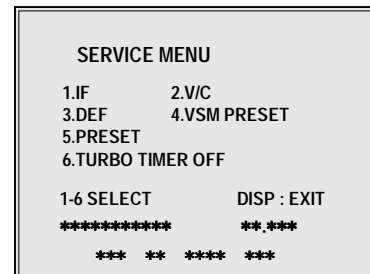 SERVICE MENU
1.IF 2.V/C
3.DEF 4.VSM PRESET
5.PRESET
6.TURBO TIMER OFF
1-6 SELECT DISP : EXIT
*********** **.***
*** ** **** ***